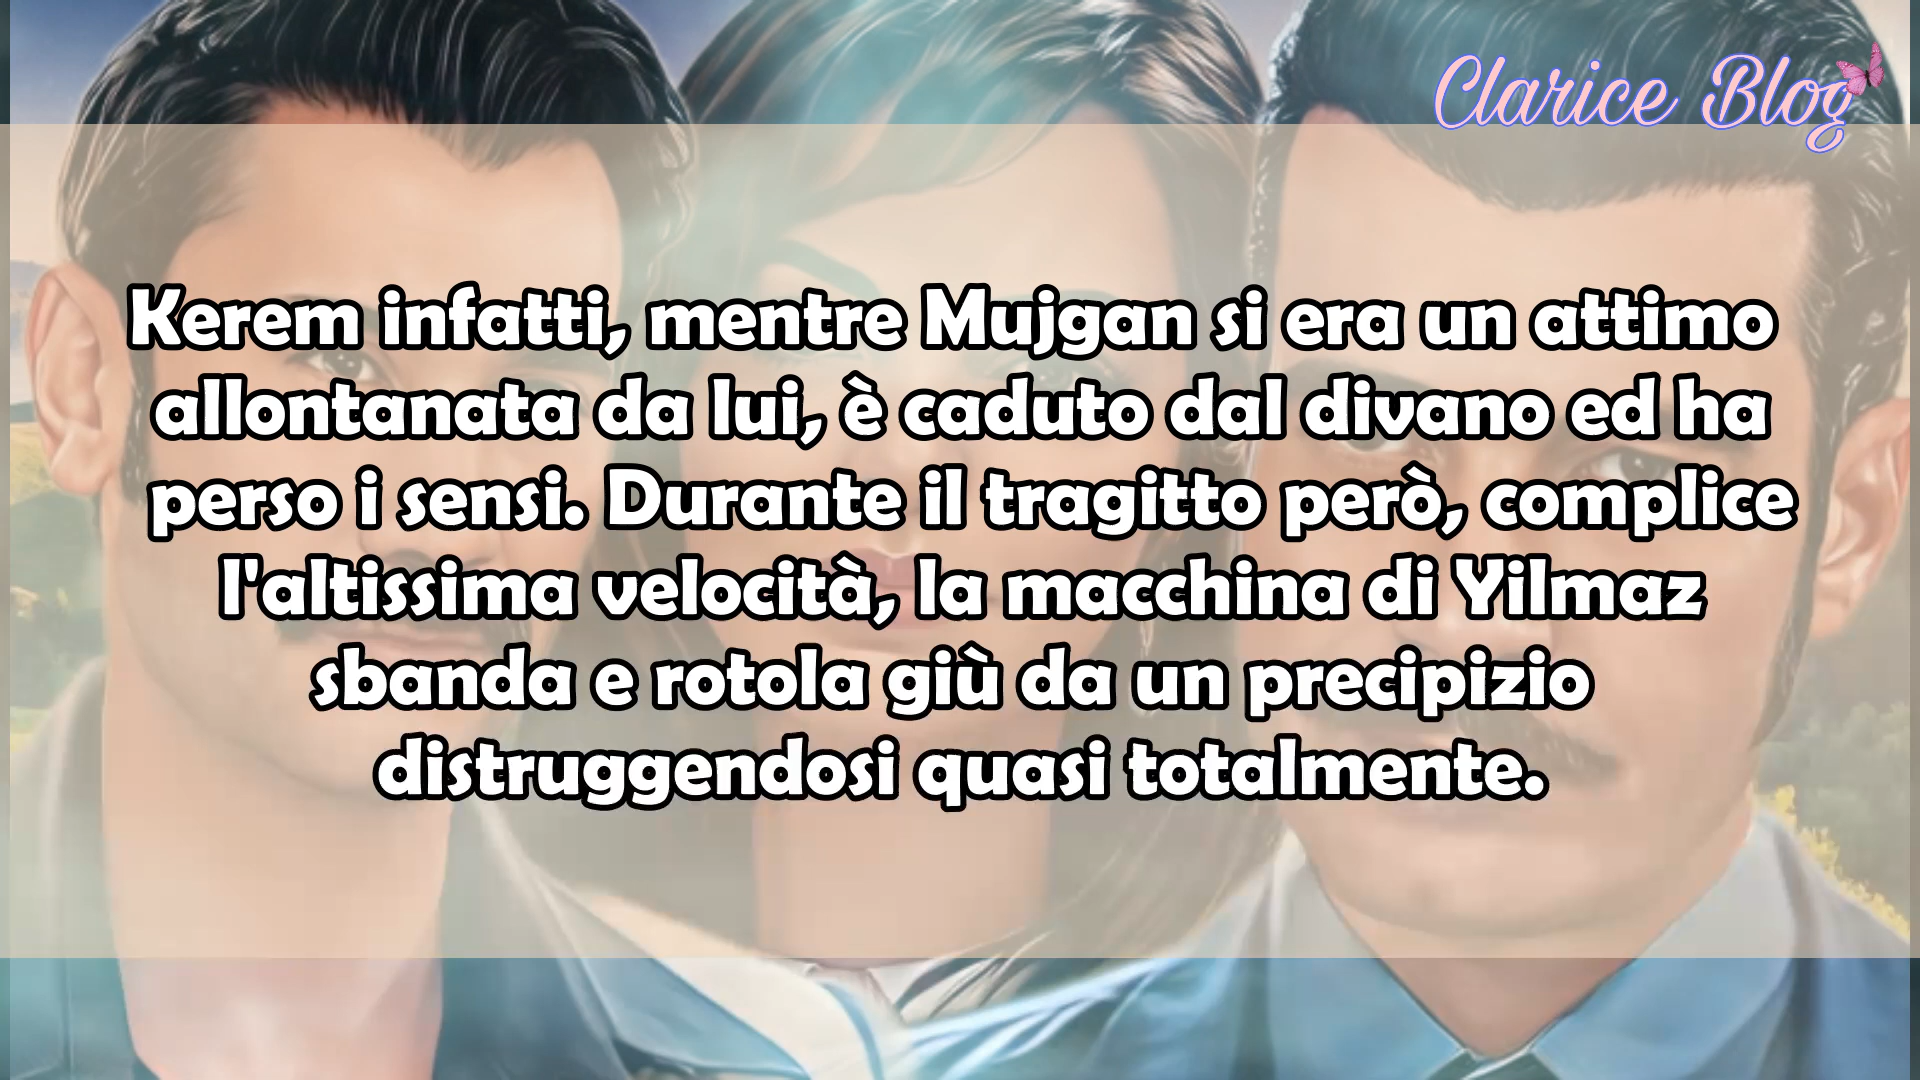 Clarice Blog
Kerem infatti, mentre Mujgan si era un attimo
allontanata da lui, è caduto dal divano ed ha
perso i sensi. Durante il tragitto però, complice
l'altissima velocità, la macchina di Yilmaz
sbanda e rotola giù da un precipizio
distruggendosi quasi totalmente.